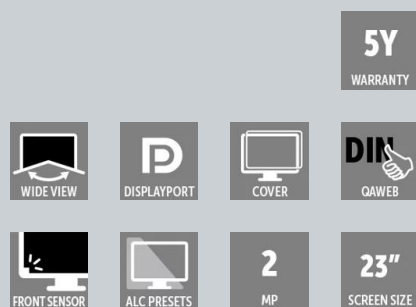 5Y
WARRANTY
WIDE VIEW
DISPLAYPORT
COVER
DIN
QAWEB
FRONT SENSOR
ALC PRESETS
2
MP
23"
SCREEN SIZE